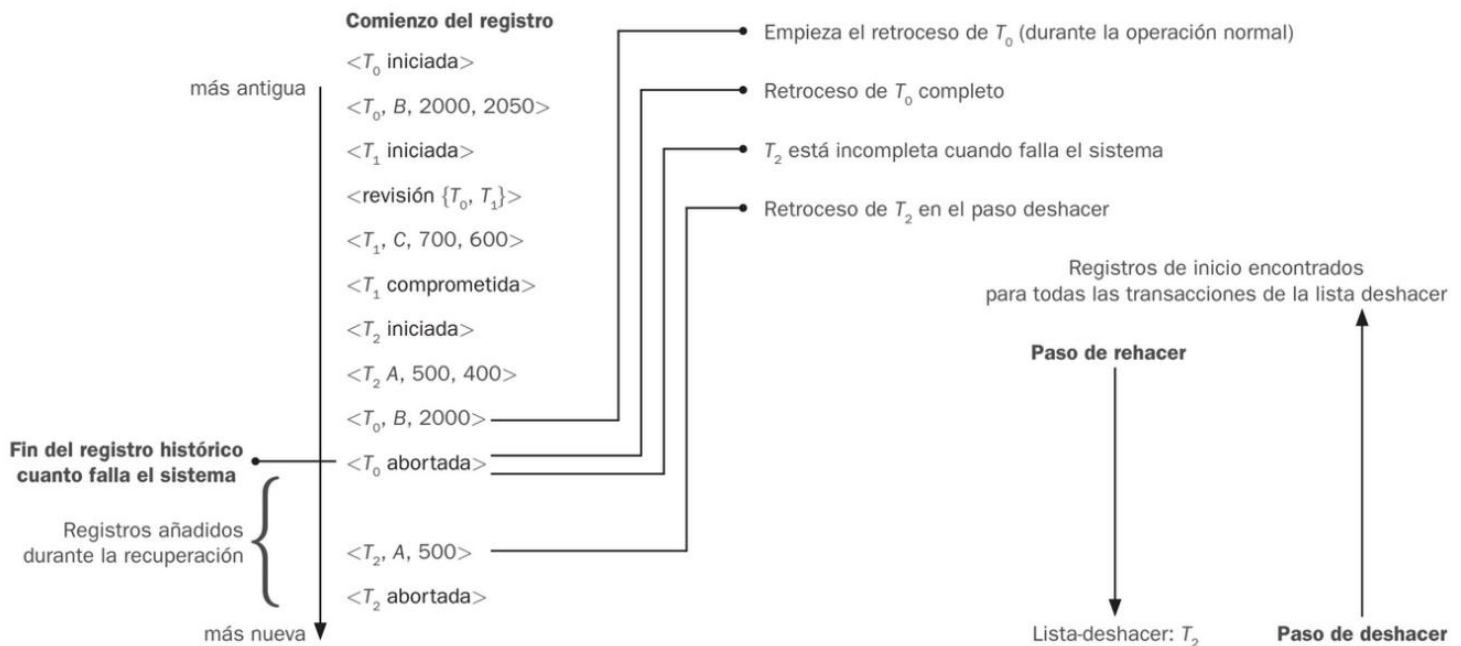 Comienzo del registro
más antigua
<T0 iniciada>
<T0, B, 2000, 2050>
<T1 iniciada>
<revisión {T0, T1}>
<T1, C, 700, 600>
<T1 comprometida>
<T2 iniciada>
<T2 A, 500, 400>
<T0, B, 2000>
<T0 abortada>
<T2, A, 500>
<T2 abortada>
más nueva
Fin del registro histórico
cuanto falla el sistema
Registros añadidos
durante la recuperación
Empieza el retroceso de T0 (durante la operación normal)
Retroceso de T0 completo
T2 está incompleta cuando falla el sistema
Retroceso de T2 en el paso deshacer
Registros de inicio encontrados
para todas las transacciones de la lista deshacer
Paso de rehacer
Lista-deshacer: T2
Paso de deshacer